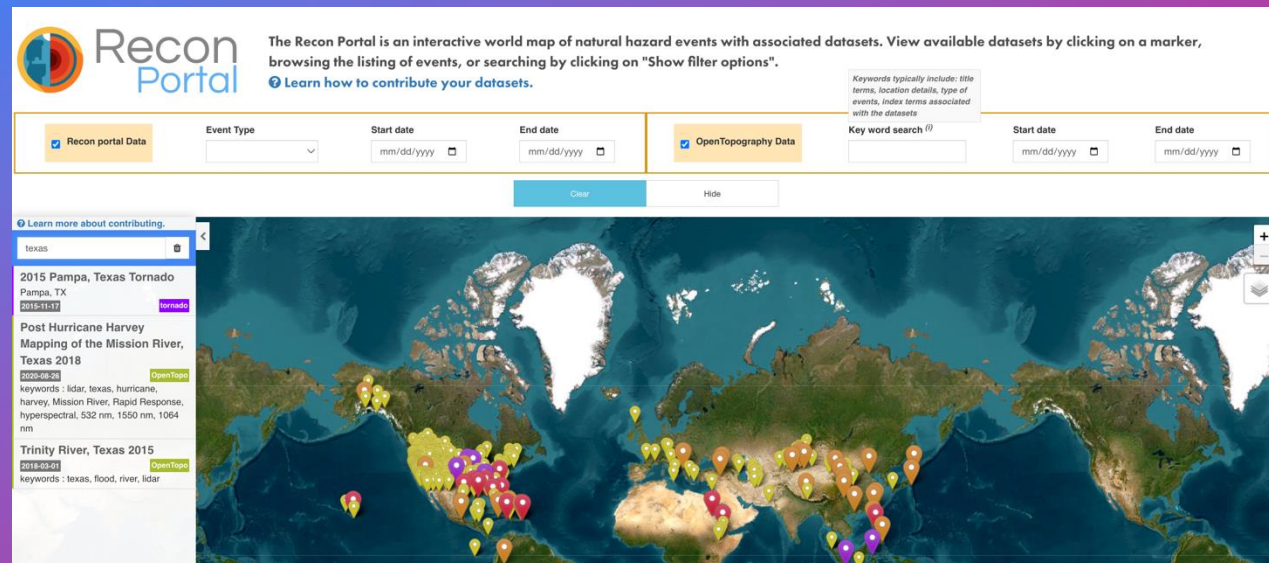 Recon
Portal
The Recon Portal is an interactive world map of natural hazard events with associated datasets. View available datasets by clicking on a marker,
browsing the listing of events, or searching by clicking on "Show filter options".
Learn how to contribute your datasets.
Keywords typically include: title
terms, location details, type of
events, index terms associated
with the datasets
Recon portal Data
Event Type
Start date
mm/dd/yyyy
End date
mm/dd/yyyy
OpenTopography Data
Key word search (i)
Start date
mm/dd/yyyy
End date
mm/dd/yyyy
Clear
Hide
Learn more about contributing.
texas
2015 Pampa, Texas Tornado
Pampa, TX
2015-11-17 tornado
Post Hurricane Harvey
Mapping of the Mission River,
Texas 2018
2020-08-26 OpenTopo
keywords : lidar, texas, hurricane,
harvey, Mission River, Rapid Response,
hyperspectral, 532 nm, 1550 nm, 1064
nm
Trinity River, Texas 2015
2018-03-01 OpenTopo
keywords : texas, flood, river, lidar